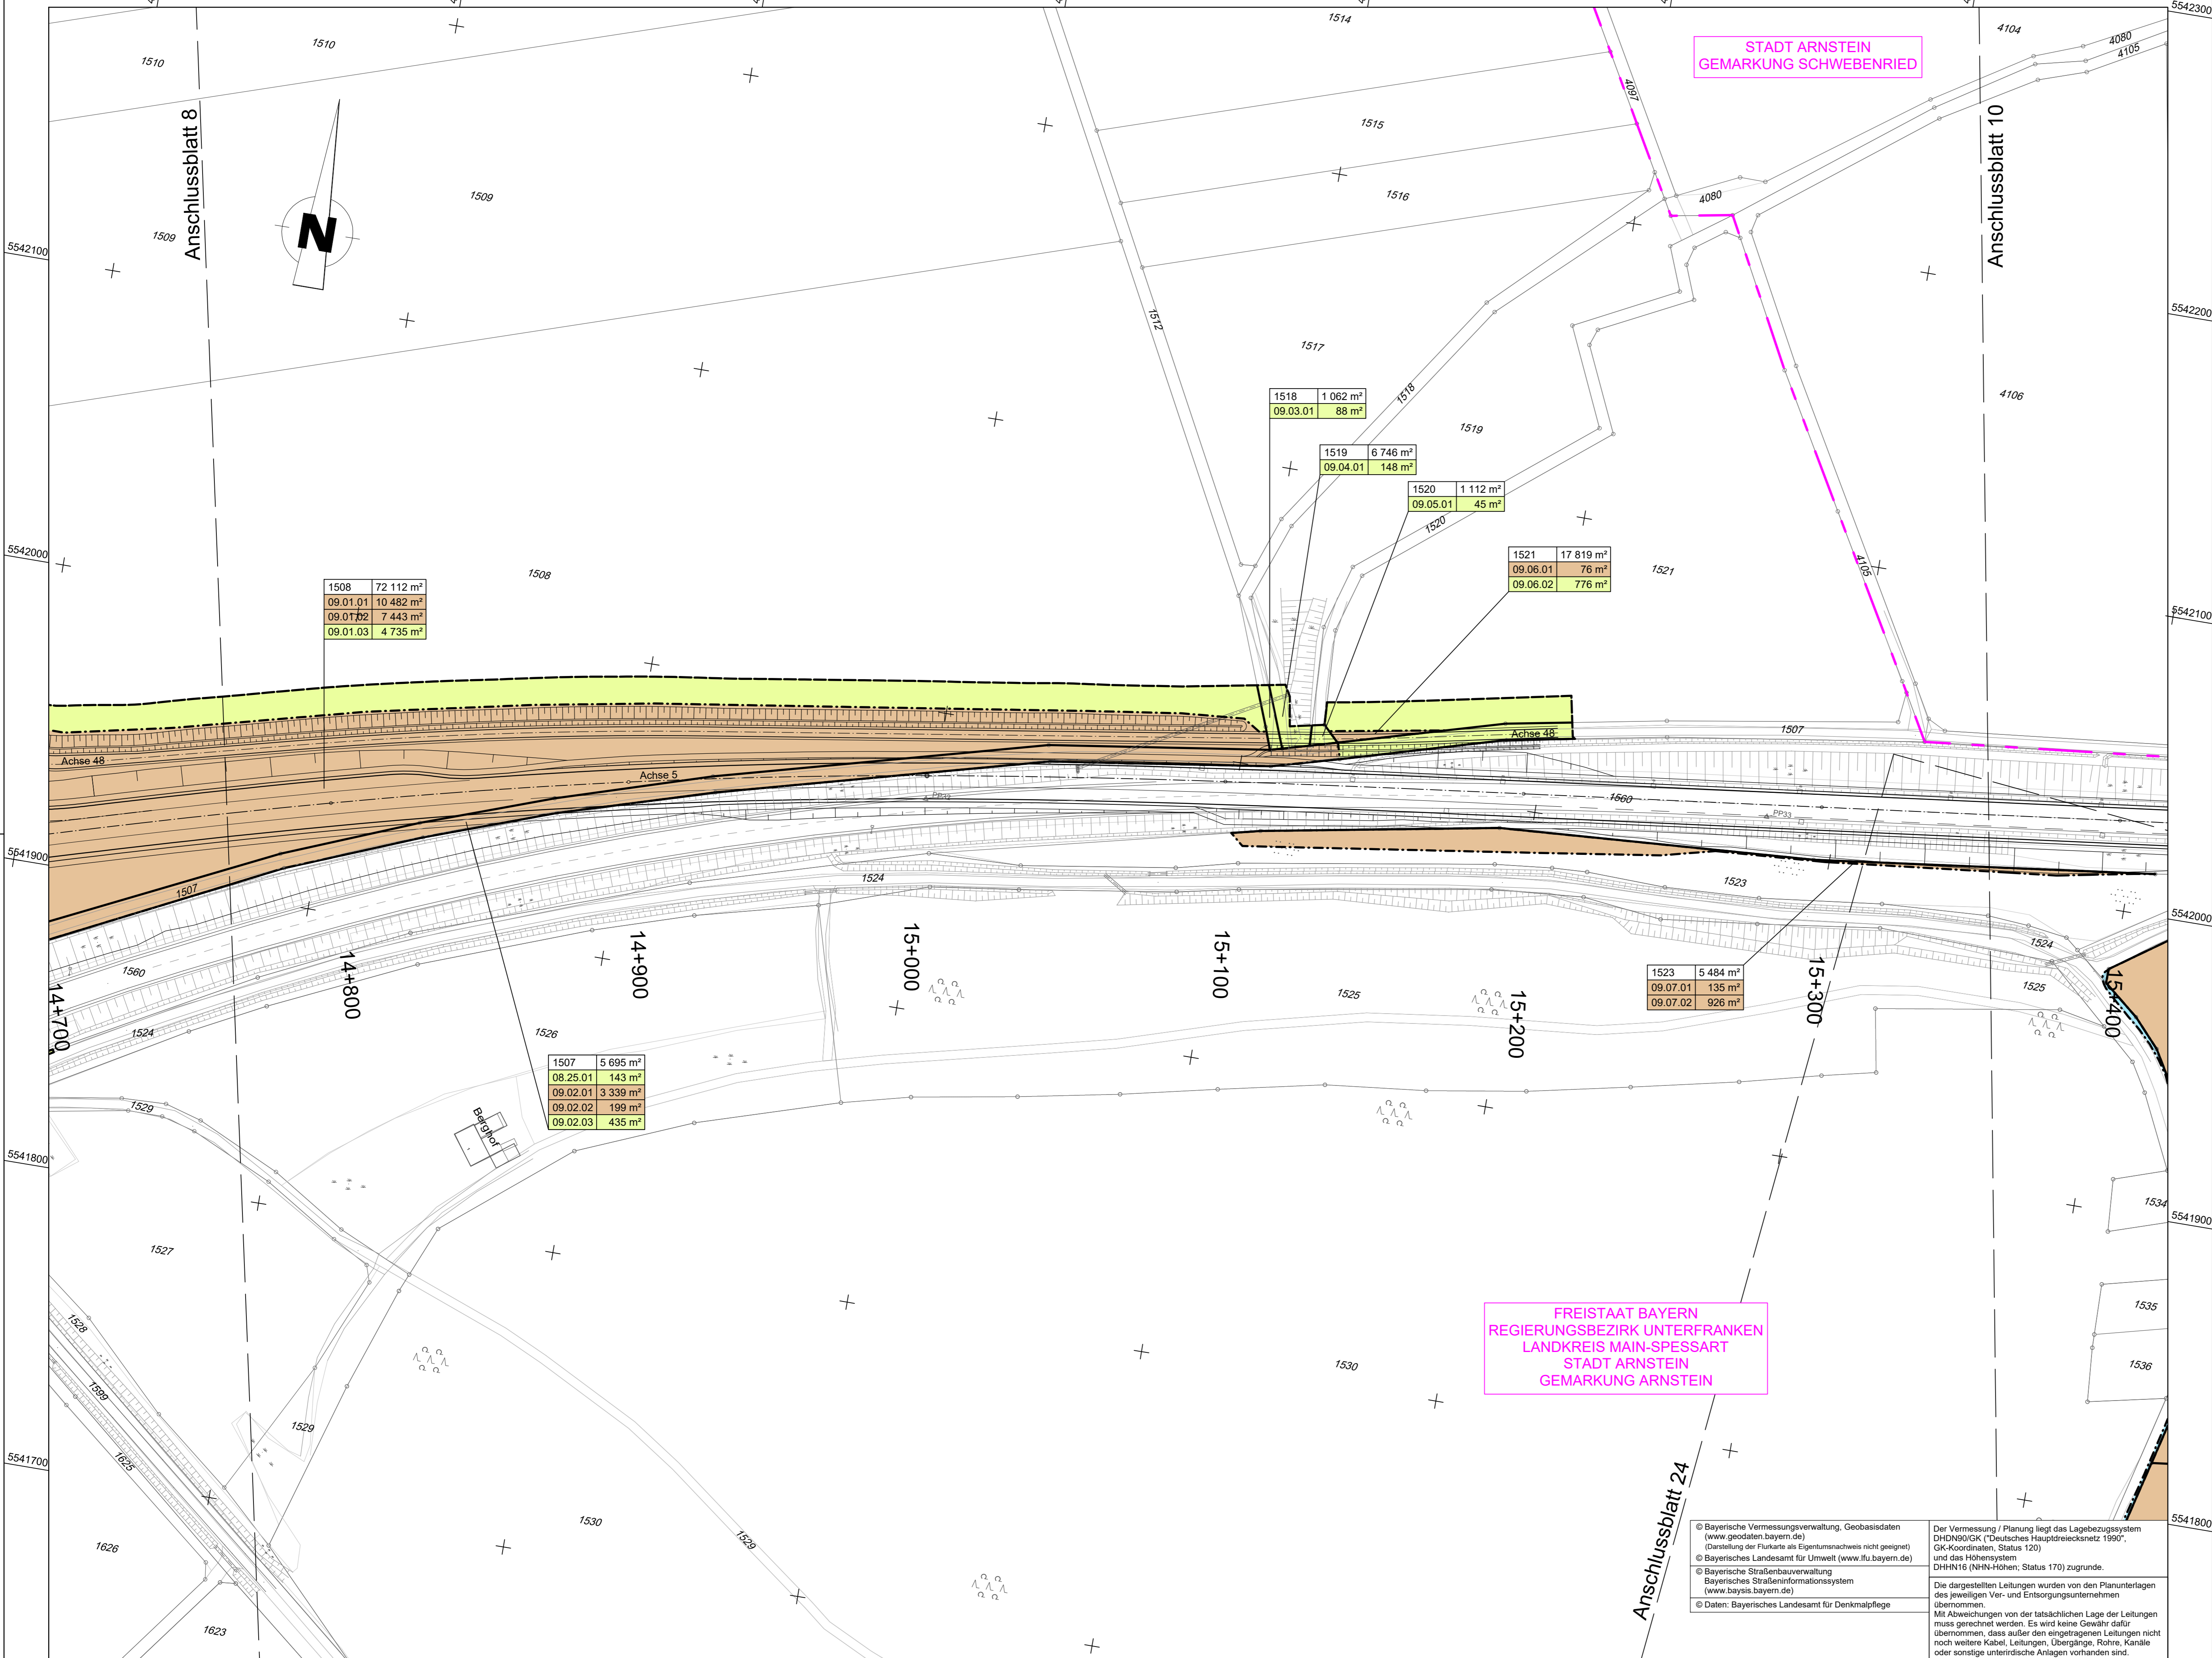 5542300
1514
4104
4080
4105
1510
1510
STADT ARNSTEIN
GEMARKUNG SCHWEBENRIED
4097
Anschlussblatt 8
Anschlussblatt 10
1515
1509
1516
4080
N
1509
5542100
5542200
1512
1517
1518
4106
1518 1 062 m²
09.03.01 88 m²
1519
1519 6 746 m²
09.04.01 148 m²
1520 1 112 m²
09.05.01 45 m²
1520
5542000
1521 17 819 m²
09.06.01 76 m²
09.06.02 776 m²
1521
4105
1508
1508 72 112 m²
09.01.01 10 482 m²
09.01.02 7 443 m²
09.01.03 4 735 m²
5542100
1507
Achse 48
Achse 48
Achse 5
PP33
1560
PP33
5541900
1507
1524
1523
5542000
1524
1560
14+700
14+800
14+900
15+000
15+100
15+200
15+300
15+400
1523 5 484 m²
09.07.01 135 m²
09.07.02 926 m²
1525
1525
1524
1526
1507 5 695 m²
08.25.01 143 m²
09.02.01 3 339 m²
09.02.02 199 m²
09.02.03 435 m²
1529
Berghof
5541800
1534
5541900
1527
1535
FREISTAAT BAYERN
REGIERUNGSBEZIRK UNTERFRANKEN
LANDKREIS MAIN-SPESSART
STADT ARNSTEIN
GEMARKUNG ARNSTEIN
1528
1530
1536
1599
1529
5541700
1625
Anschlussblatt 24
1530
1529
5541800
1626
1623
© Bayerische Vermessungsverwaltung, Geobasisdaten
(www.geodaten.bayern.de)
(Darstellung der Flurkarte als Eigentumsnachweis nicht geeignet)
© Bayerisches Landesamt für Umwelt (www.lfu.bayern.de)
© Bayerische Straßenbauverwaltung
Bayerisches Straßeninformationssystem
(www.baysis.bayern.de)
© Daten: Bayerisches Landesamt für Denkmalpflege
Der Vermessung / Planung liegt das Lagebezugssystem
DHDN90/GK ("Deutsches Hauptdreiecksnetz 1990",
GK-Koordinaten, Status 120)
und das Höhensystem
DHHN16 (NHN-Höhen; Status 170) zugrunde.
Die dargestellten Leitungen wurden von den Planunterlagen
des jeweiligen Ver- und Entsorgungsunternehmen
übernommen.
Mit Abweichungen von der tatsächlichen Lage der Leitungen
muss gerechnet werden. Es wird keine Gewähr dafür
übernommen, dass außer den eingetragenen Leitungen nicht
noch weitere Kabel, Leitungen, Übergänge, Rohre, Kanäle
oder sonstige unterirdische Anlagen vorhanden sind.